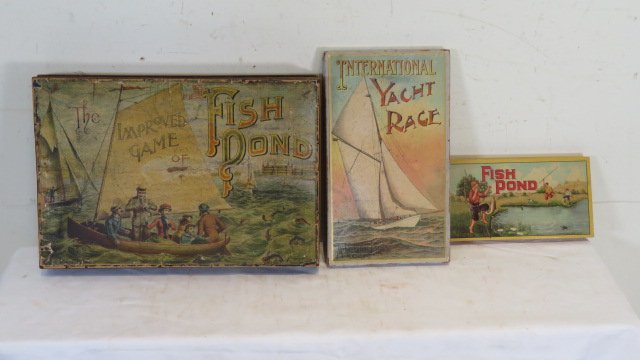 The
IMPROVED
GAME
OF
FISH
POND
INTERNATIONAL
YACHT
RACE
FISH
POND